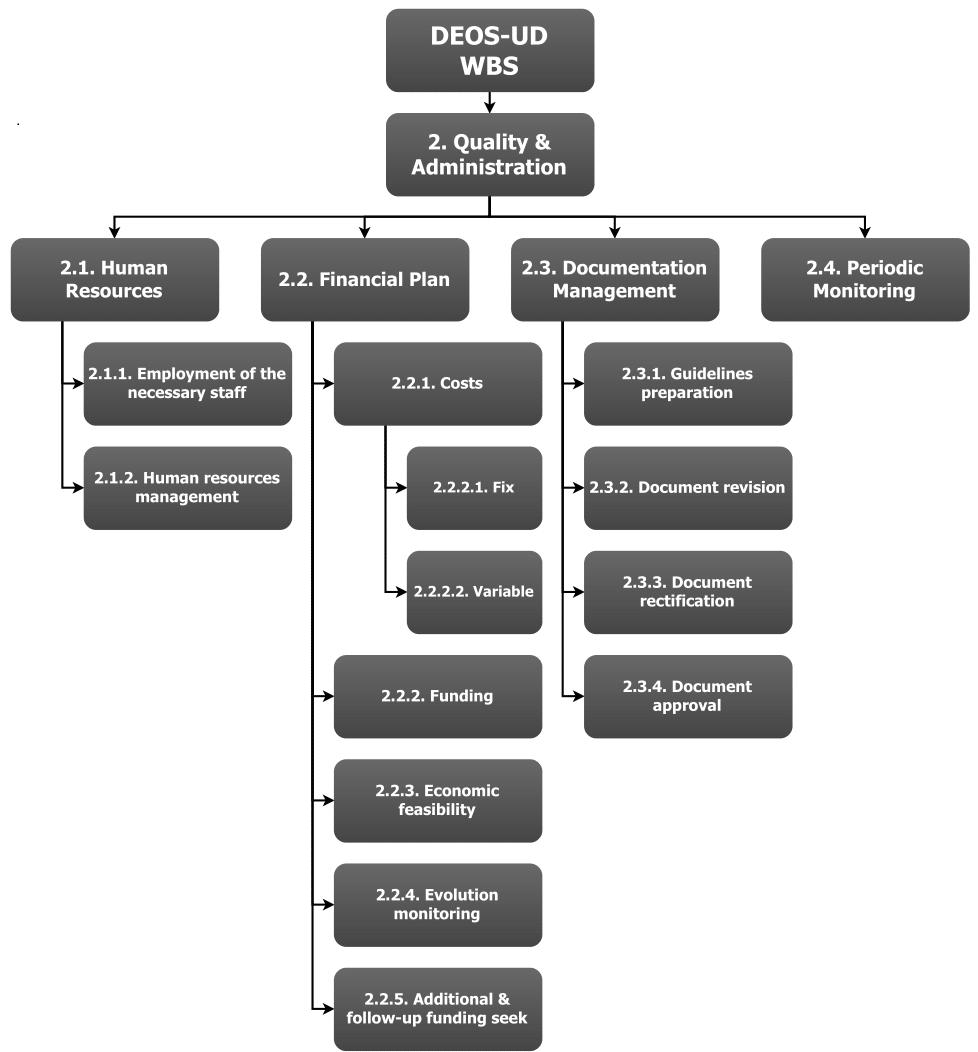 DEOS-UD
WBS
2. Quality &
Administration
2.1. Human
Resources
2.2. Financial Plan
2.3. Documentation
Management
2.4. Periodic
Monitoring
2.1.1. Employment of the
necessary staff
2.1.2. Human resources
management
2.2.1. Costs
2.2.2.1. Fix
2.2.2.2. Variable
2.2.2. Funding
2.2.3. Economic
feasibility
2.2.4. Evolution
monitoring
2.2.5. Additional &
follow-up funding seek
2.3.1. Guidelines
preparation
2.3.2. Document revision
2.3.3. Document
rectification
2.3.4. Document
approval